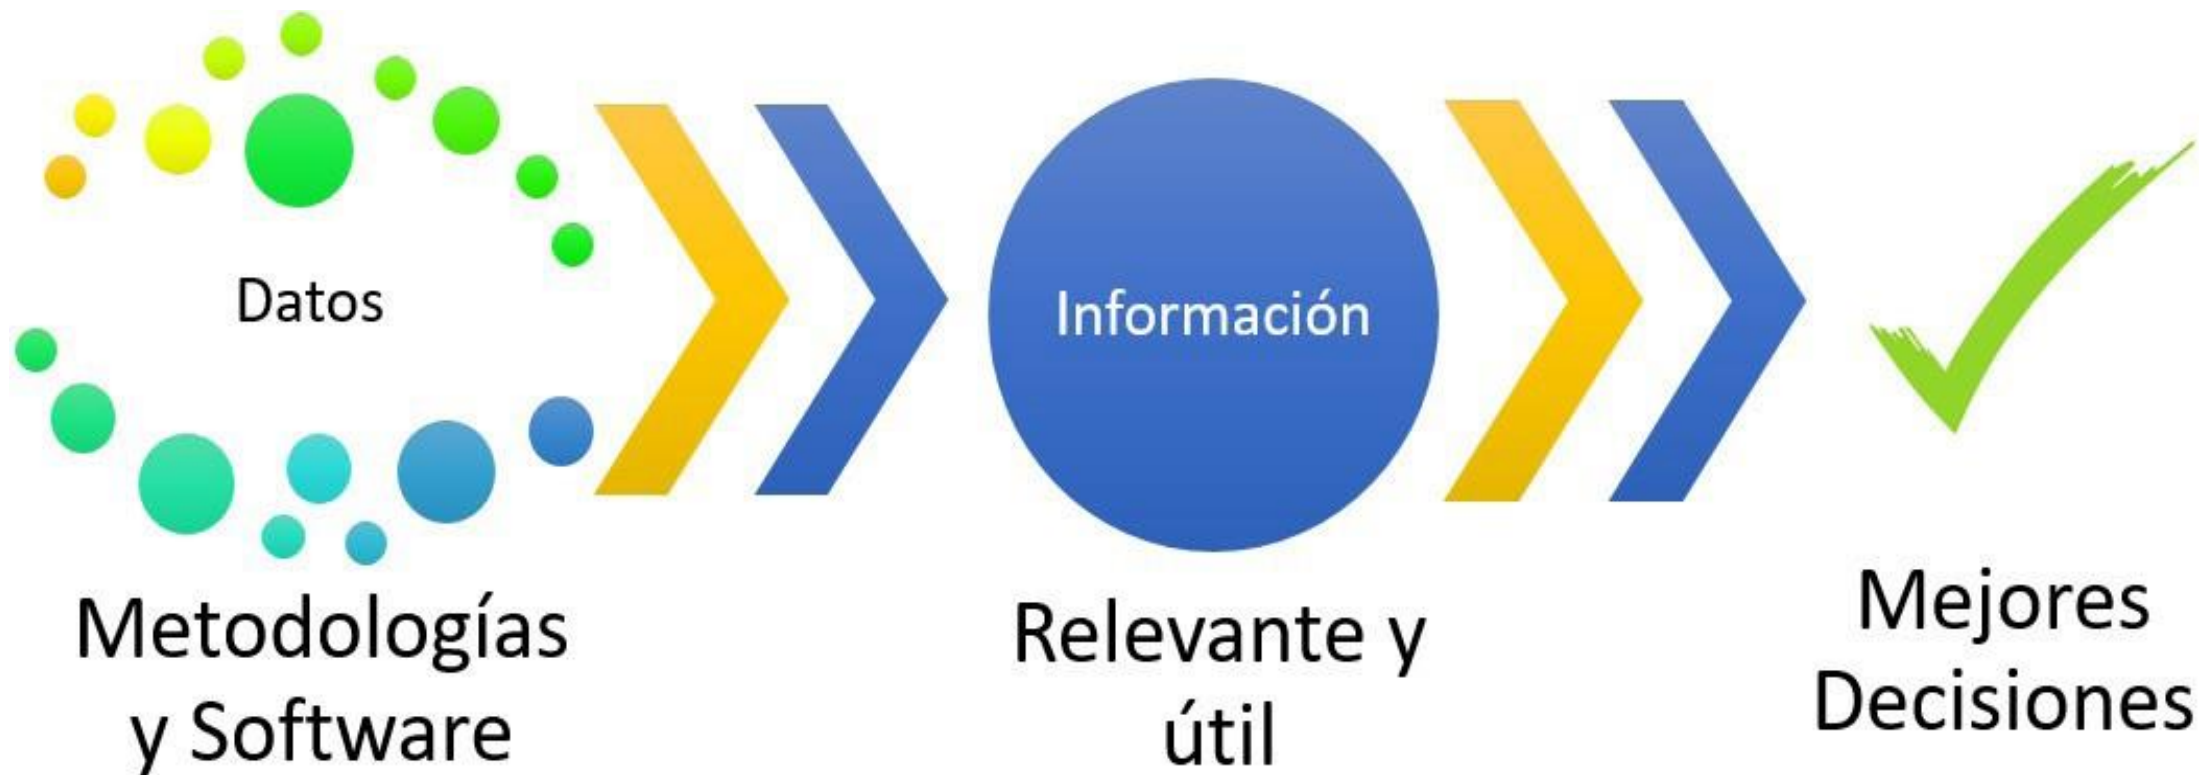 Datos
Metodologías
y Software
Información
Relevante y
útil
Mejores
Decisiones